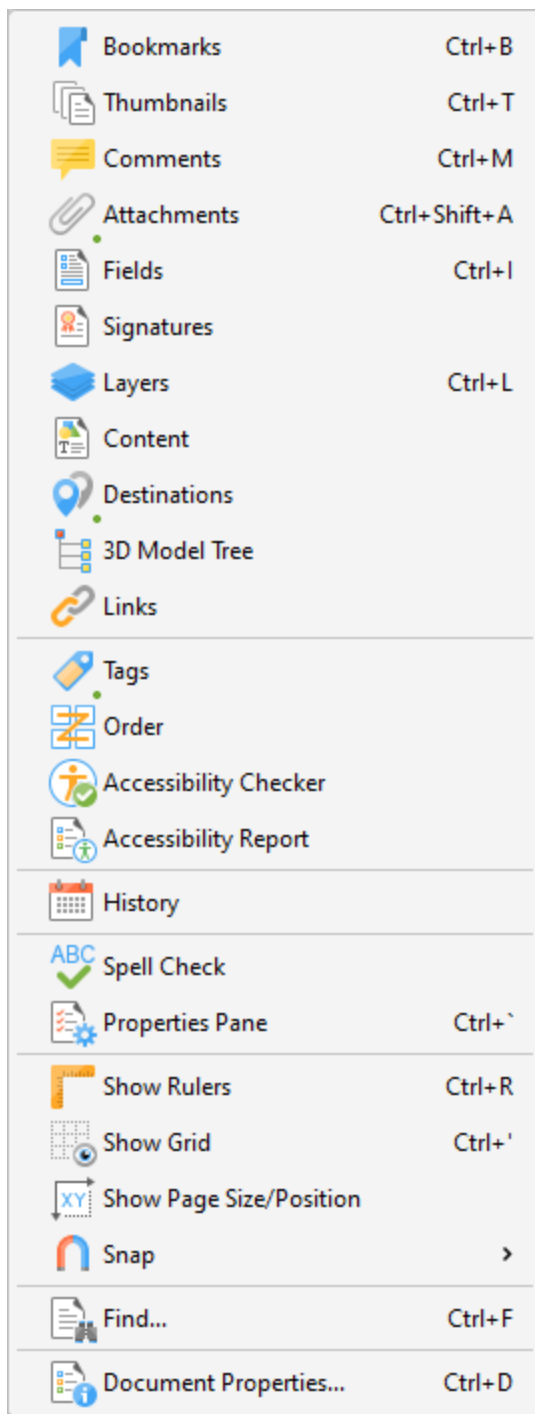 Bookmarks Ctrl+B
Thumbnails Ctrl+T
Comments Ctrl+M
Attachments Ctrl+Shift+A
Fields Ctrl+I
Signatures
Layers Ctrl+L
Content
Destinations
3D Model Tree
Links
Tags
Order
Accessibility Checker
Accessibility Report
History
ABC Spell Check
Properties Pane Ctrl+`
Show Rulers Ctrl+R
Show Grid Ctrl+'
XY Show Page Size/Position
Snap
Find... Ctrl+F
Document Properties... Ctrl+D